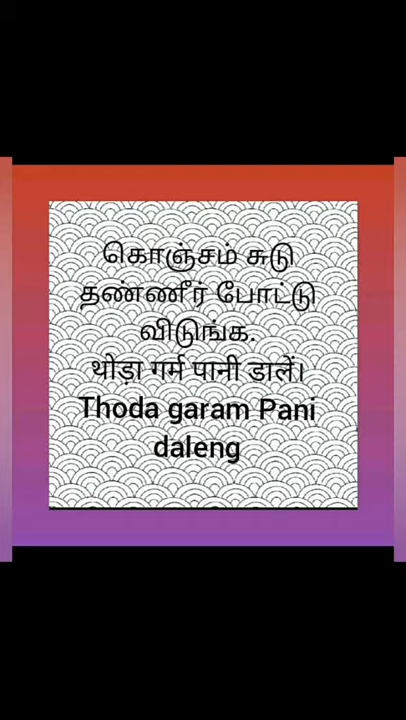 கொஞ்சம் சுடு
தண்ணீர் போட்டு
விடுங்க.
थोड़ा गर्म पानी डालें।
Thoda garam Pani
daleng